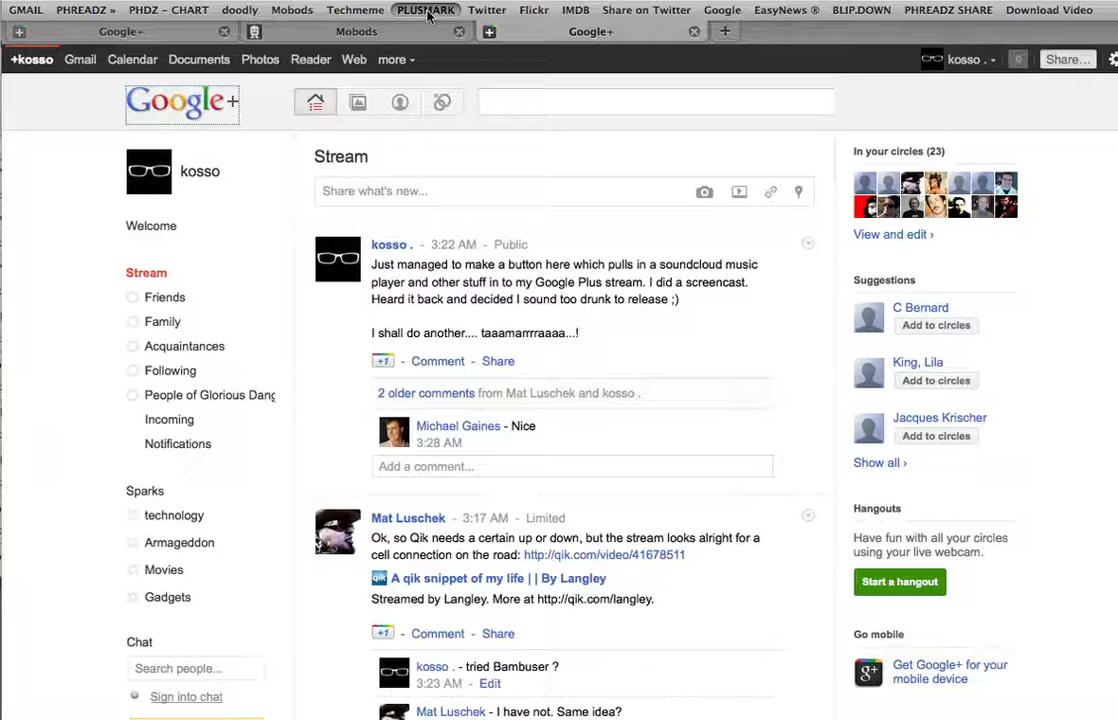 GMAIL PHREADZ » PHDZ - CHART doodly Mobods Techmeme PLUSMARK Twitter Flickr IMDB Share on Twitter Google EasyNews ® BLIP.DOWN PHREADZ SHARE Download Video
Google+ Mobods Google+
+kosso Gmail Calendar Documents Photos Reader Web more kosso . 0 Share...
Google+
kosso
Welcome
Stream
Friends
Family
Acquaintances
Following
People of Glorious Dang
Incoming
Notifications
Sparks
technology
Armageddon
Movies
Gadgets
Chat
Search people...
Sign into chat
Stream
Share what's new...
kosso . - 3:22 AM - Public
Just managed to make a button here which pulls in a soundcloud music
player and other stuff in to my Google Plus stream. I did a screencast.
Heard it back and decided I sound too drunk to release ;)
I shall do another.... taaamarrrraaaa...!
+1 - Comment - Share
2 older comments from Mat Luschek and kosso .
Michael Gaines - Nice
3:28 AM
Add a comment...
Mat Luschek - 3:17 AM - Limited
Ok, so Qik needs a certain up or down, but the stream looks alright for a
cell connection on the road: http://qik.com/video/41678511
qik A qik snippet of my life | | By Langley
Streamed by Langley. More at http://qik.com/langley.
+1 - Comment - Share
kosso . - tried Bambuser ?
3:23 AM - Edit
Mat Luschek - I have not. Same idea?
In your circles (23)
View and edit ›
Suggestions
C Bernard
Add to circles
King, Lila
Add to circles
Jacques Krischer
Add to circles
Show all ›
Hangouts
Have fun with all your circles
using your live webcam.
Start a hangout
Go mobile
g+ Get Google+ for your
mobile device